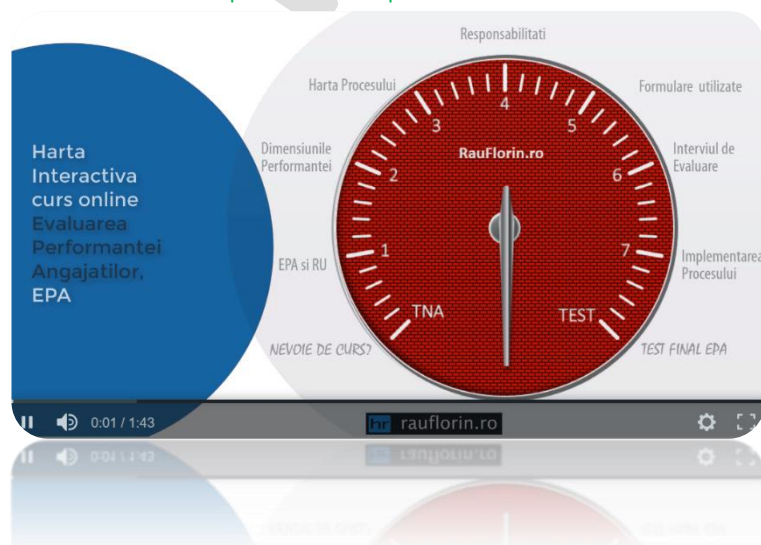 Harta
Interactiva
curs online
Evaluarea
Performantei
Angajatilor,
EPA
Responsabilitati
Harta Procesului
Formulare utilizate
Dimensiunile
Performantei
Interviul de
Evaluare
EPA si RU
Implementarea
Procesului
NEVOIE DE CURS?
TEST FINAL EPA
RauFlorin.ro
TNA
1
2
3
4
5
6
7
TEST
0:01 / 1:43
hr rauflorin.ro